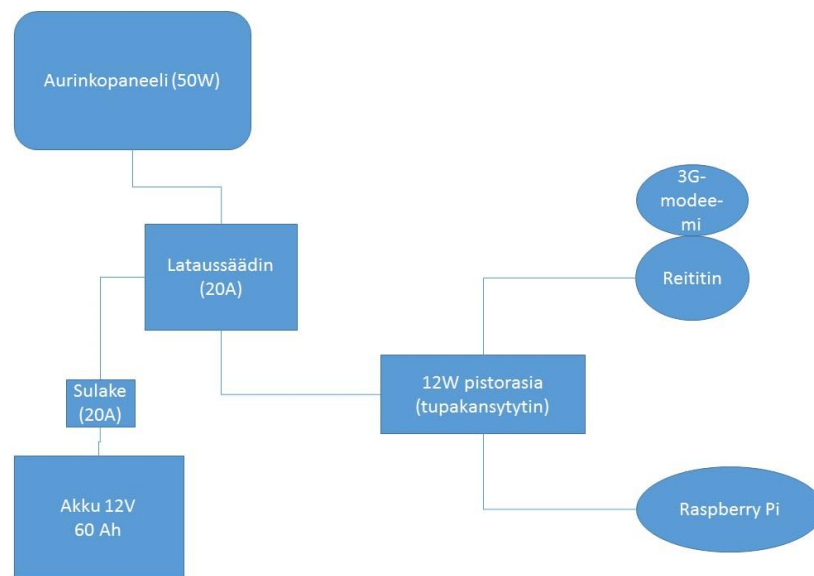 Aurinkopaneeli (50W)
3G-
modee-
mi
Lataussäädin
(20A)
Reititin
Sulake
(20A)
12W pistorasia
(tupakansytytin)
Akku 12V
60 Ah
Raspberry Pi